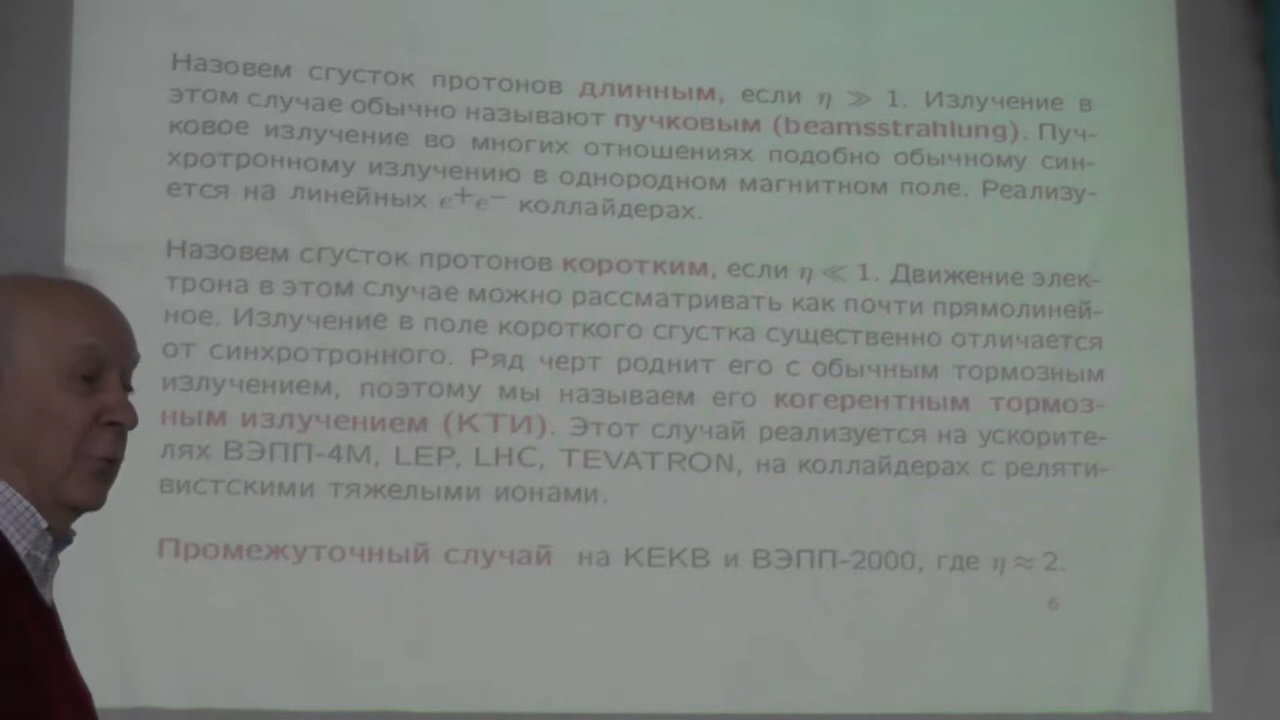 Назовем сгусток протонов длинным, если η ≫ 1. Излучение в
этом случае обычно называют пучковым (beamsstrahlung). Пуч-
ковое излучение во многих отношениях подобно обычному син-
хротронному излучению в однородном магнитном поле. Реализу-
ется на линейных e⁺e⁻ коллайдерах.
Назовем сгусток протонов коротким, если η ≪ 1. Движение элек-
трона в этом случае можно рассматривать как почти прямолиней-
ное. Излучение в поле короткого сгустка существенно отличается
от синхротронного. Ряд черт роднит его с обычным тормозным
излучением, поэтому мы называем его когерентным тормоз-
ным излучением (КТИ). Этот случай реализуется на ускорите-
лях ВЭПП-4М, LEP, LHC, TEVATRON, на коллайдерах с реляти-
вистскими тяжелыми ионами.
Промежуточный случай на КЕКВ и ВЭПП-2000, где η ≈ 2.
6